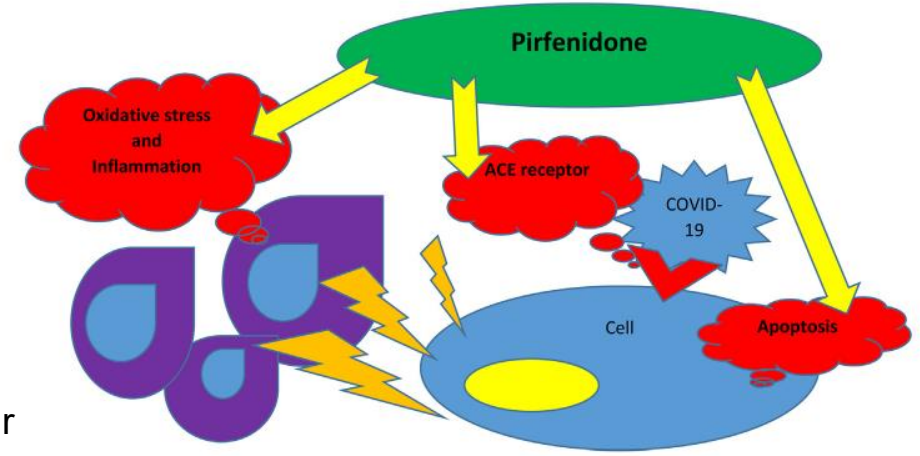 Pirfenidone
Oxidative stress
and
Inflammation
ACE receptor
COVID-
19
Cell
Apoptosis
r